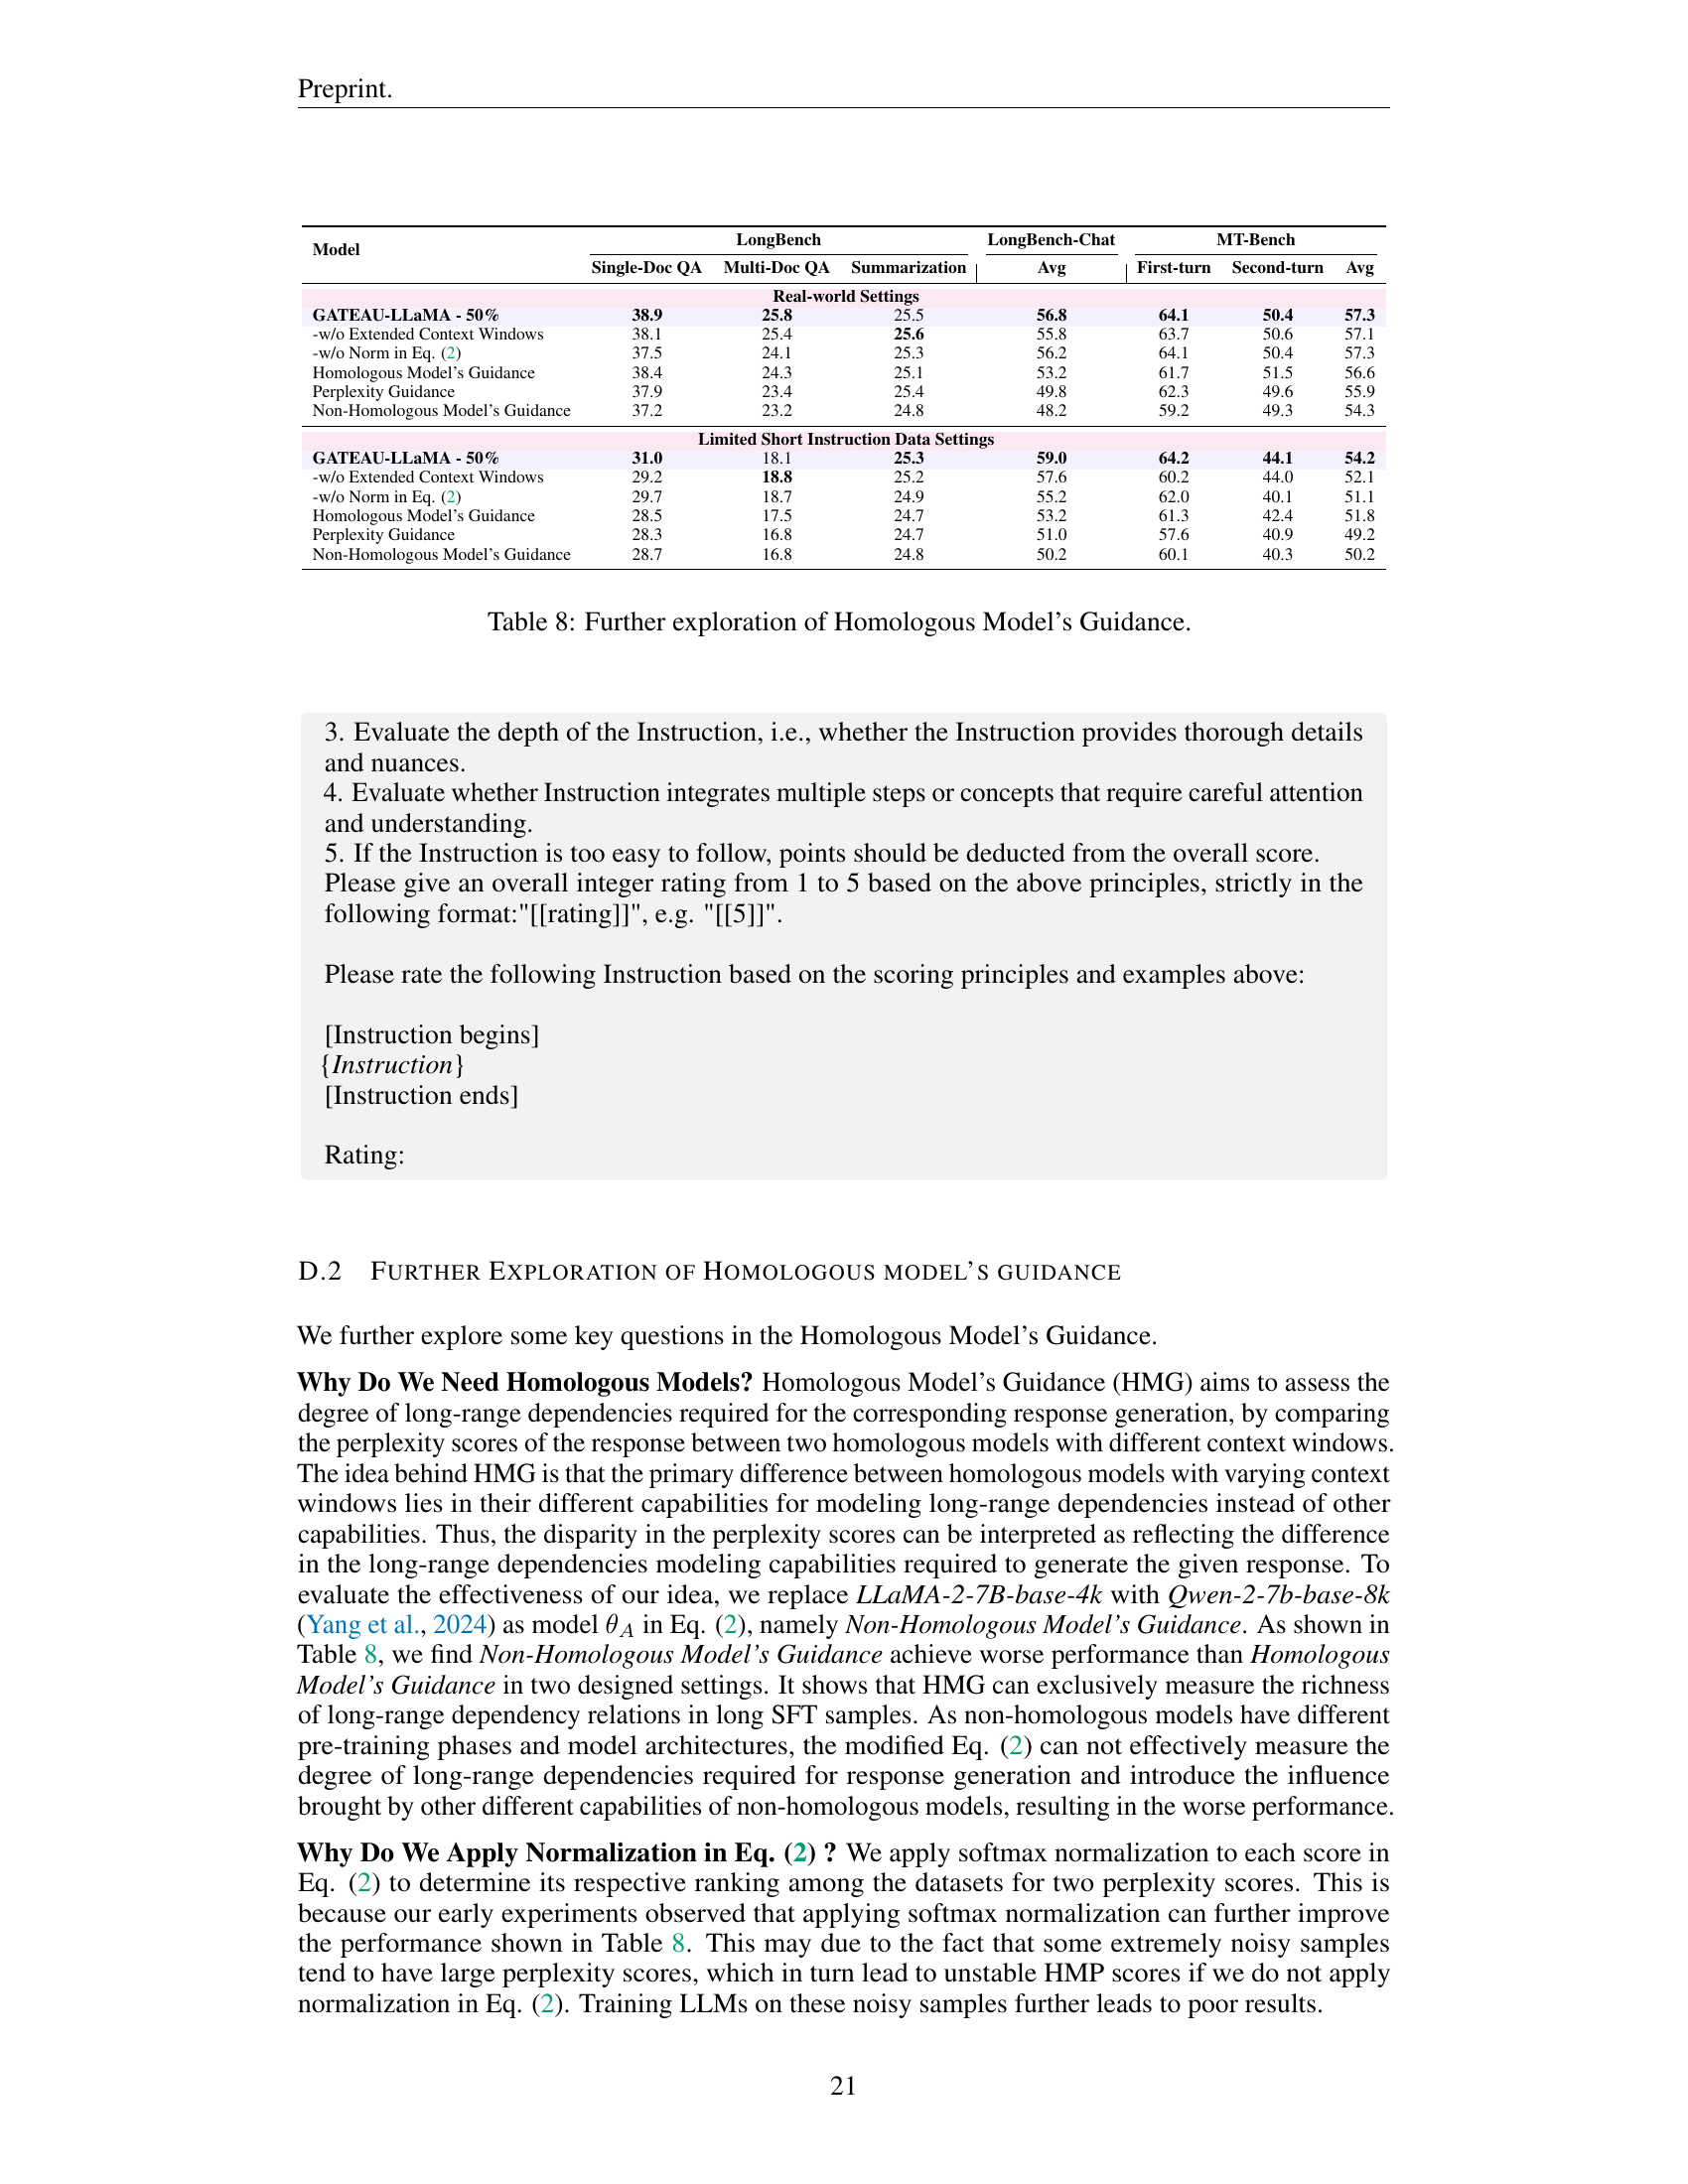 Preprint.
Model LongBench LongBench-Chat MT-Bench
Single-Doc QA Multi-Doc QA Summarization Avg First-turn Second-turn Avg
Real-world Settings
GATEAU-LLaMA - 50% 38.9 25.8 25.5 56.8 64.1 50.4 57.3
-w/o Extended Context Windows 38.1 25.4 25.6 55.8 63.7 50.6 57.1
-w/o Norm in Eq. (2) 37.5 24.1 25.3 56.2 64.1 50.4 57.3
Homologous Model's Guidance 38.4 24.3 25.1 53.2 61.7 51.5 56.6
Perplexity Guidance 37.9 23.4 25.4 49.8 62.3 49.6 55.9
Non-Homologous Model's Guidance 37.2 23.2 24.8 48.2 59.2 49.3 54.3
Limited Short Instruction Data Settings
GATEAU-LLaMA - 50% 31.0 18.1 25.3 59.0 64.2 44.1 54.2
-w/o Extended Context Windows 29.2 18.8 25.2 57.6 60.2 44.0 52.1
-w/o Norm in Eq. (2) 29.7 18.7 24.9 55.2 62.0 40.1 51.1
Homologous Model's Guidance 28.5 17.5 24.7 53.2 61.3 42.4 51.8
Perplexity Guidance 28.3 16.8 24.7 51.0 57.6 40.9 49.2
Non-Homologous Model's Guidance 28.7 16.8 24.8 50.2 60.1 40.3 50.2
Table 8: Further exploration of Homologous Model's Guidance.
3. Evaluate the depth of the Instruction, i.e., whether the Instruction provides thorough details
and nuances.
4. Evaluate whether Instruction integrates multiple steps or concepts that require careful attention
and understanding.
5. If the Instruction is too easy to follow, points should be deducted from the overall score.
Please give an overall integer rating from 1 to 5 based on the above principles, strictly in the
following format:"[[rating]]", e.g. "[[5]]".
Please rate the following Instruction based on the scoring principles and examples above:
[Instruction begins]
{Instruction}
[Instruction ends]
Rating:
D.2 FURTHER EXPLORATION OF HOMOLOGOUS MODEL'S GUIDANCE
We further explore some key questions in the Homologous Model's Guidance.
Why Do We Need Homologous Models? Homologous Model's Guidance (HMG) aims to assess the
degree of long-range dependencies required for the corresponding response generation, by comparing
the perplexity scores of the response between two homologous models with different context windows.
The idea behind HMG is that the primary difference between homologous models with varying context
windows lies in their different capabilities for modeling long-range dependencies instead of other
capabilities. Thus, the disparity in the perplexity scores can be interpreted as reflecting the difference
in the long-range dependencies modeling capabilities required to generate the given response. To
evaluate the effectiveness of our idea, we replace LLaMA-2-7B-base-4k with Qwen-2-7b-base-8k
(Yang et al., 2024) as model θ_A in Eq. (2), namely Non-Homologous Model's Guidance. As shown in
Table 8, we find Non-Homologous Model's Guidance achieve worse performance than Homologous
Model's Guidance in two designed settings. It shows that HMG can exclusively measure the richness
of long-range dependency relations in long SFT samples. As non-homologous models have different
pre-training phases and model architectures, the modified Eq. (2) can not effectively measure the
degree of long-range dependencies required for response generation and introduce the influence
brought by other different capabilities of non-homologous models, resulting in the worse performance.
Why Do We Apply Normalization in Eq. (2) ? We apply softmax normalization to each score in
Eq. (2) to determine its respective ranking among the datasets for two perplexity scores. This is
because our early experiments observed that applying softmax normalization can further improve
the performance shown in Table 8. This may due to the fact that some extremely noisy samples
tend to have large perplexity scores, which in turn lead to unstable HMP scores if we do not apply
normalization in Eq. (2). Training LLMs on these noisy samples further leads to poor results.
21